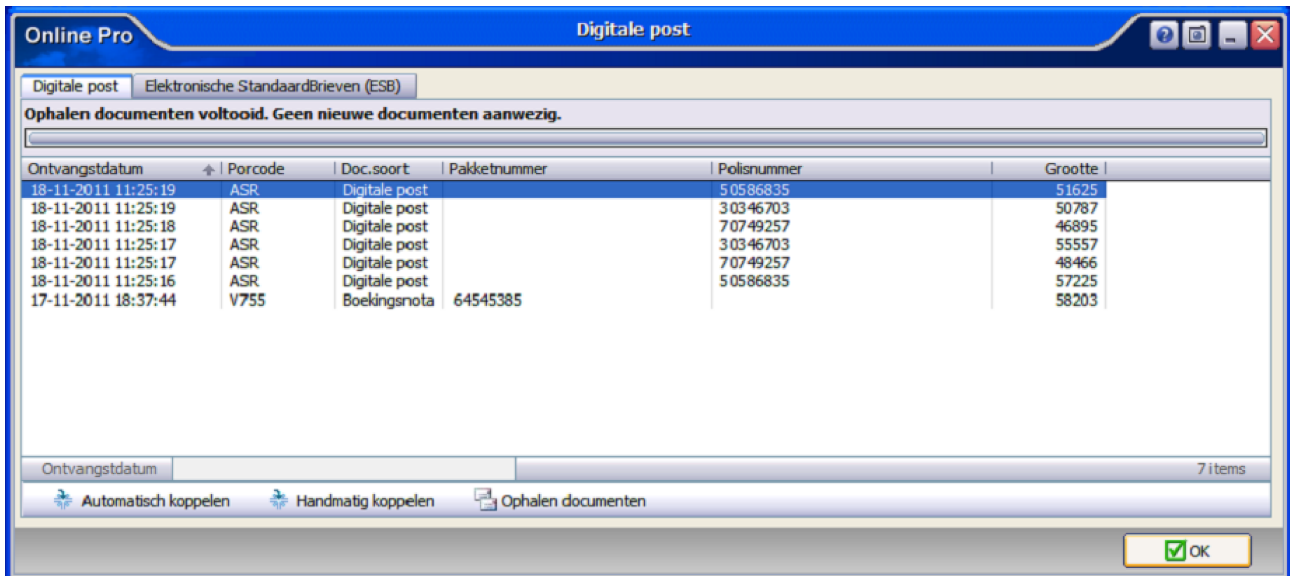 Online Pro Digitale post
Digitale post Elektronische StandaardBrieven (ESB)
Ophalen documenten voltooid. Geen nieuwe documenten aanwezig.
Ontvangstdatum Porcode Doc.soort Pakketnummer Polisnummer Grootte
18-11-2011 11:25:19 ASR Digitale post 50586835 51625
18-11-2011 11:25:19 ASR Digitale post 30346703 50787
18-11-2011 11:25:18 ASR Digitale post 70749257 46895
18-11-2011 11:25:17 ASR Digitale post 30346703 55557
18-11-2011 11:25:17 ASR Digitale post 70749257 48466
18-11-2011 11:25:16 ASR Digitale post 50586835 57225
17-11-2011 18:37:44 V755 Boekingsnota 64545385 58203
Ontvangstdatum 7 items
Automatisch koppelen Handmatig koppelen Ophalen documenten
OK